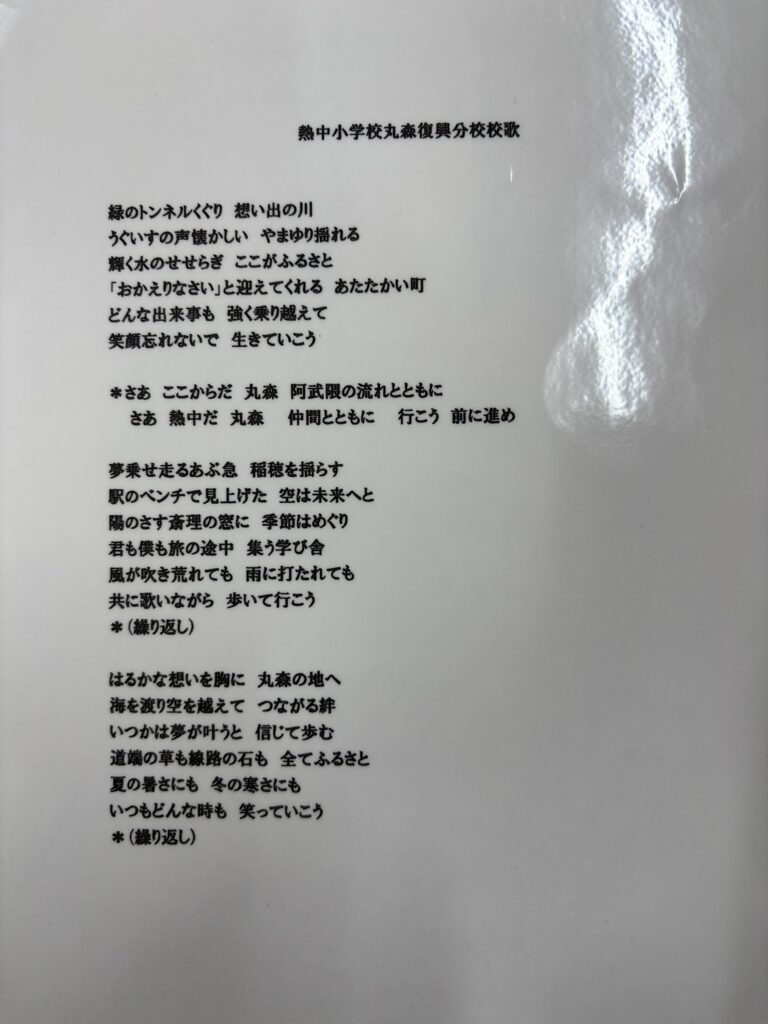 熱中小学校丸森復興分校校歌
緑のトンネルくぐり　想い出の川
うぐいすの声懐かしい　やまゆり揺れる
輝く水のせせらぎ　ここがふるさと
「おかえりなさい」と迎えてくれる　あたたかい町
どんな出来事も　強く乗り越えて
笑顔忘れないで　生きていこう
＊さあ　ここからだ　丸森　阿武隈の流れとともに
さあ　熱中だ　丸森　仲間とともに　行こう　前に進め
夢乗せ走るあぶ急　稲穂を揺らす
駅のベンチで見上げた　空は未来へと
陽のさす斎理の窓に　季節はめぐり
君も僕も旅の途中　集う学び舎
風が吹き荒れても　雨に打たれても
共に歌いながら　歩いて行こう
＊（繰り返し）
はるかな想いを胸に　丸森の地へ
海を渡り空を越えて　つながる絆
いつかは夢が叶うと　信じて歩む
道端の草も線路の石も　全てふるさと
夏の暑さにも　冬の寒さにも
いつもどんな時も　笑っていこう
＊（繰り返し）